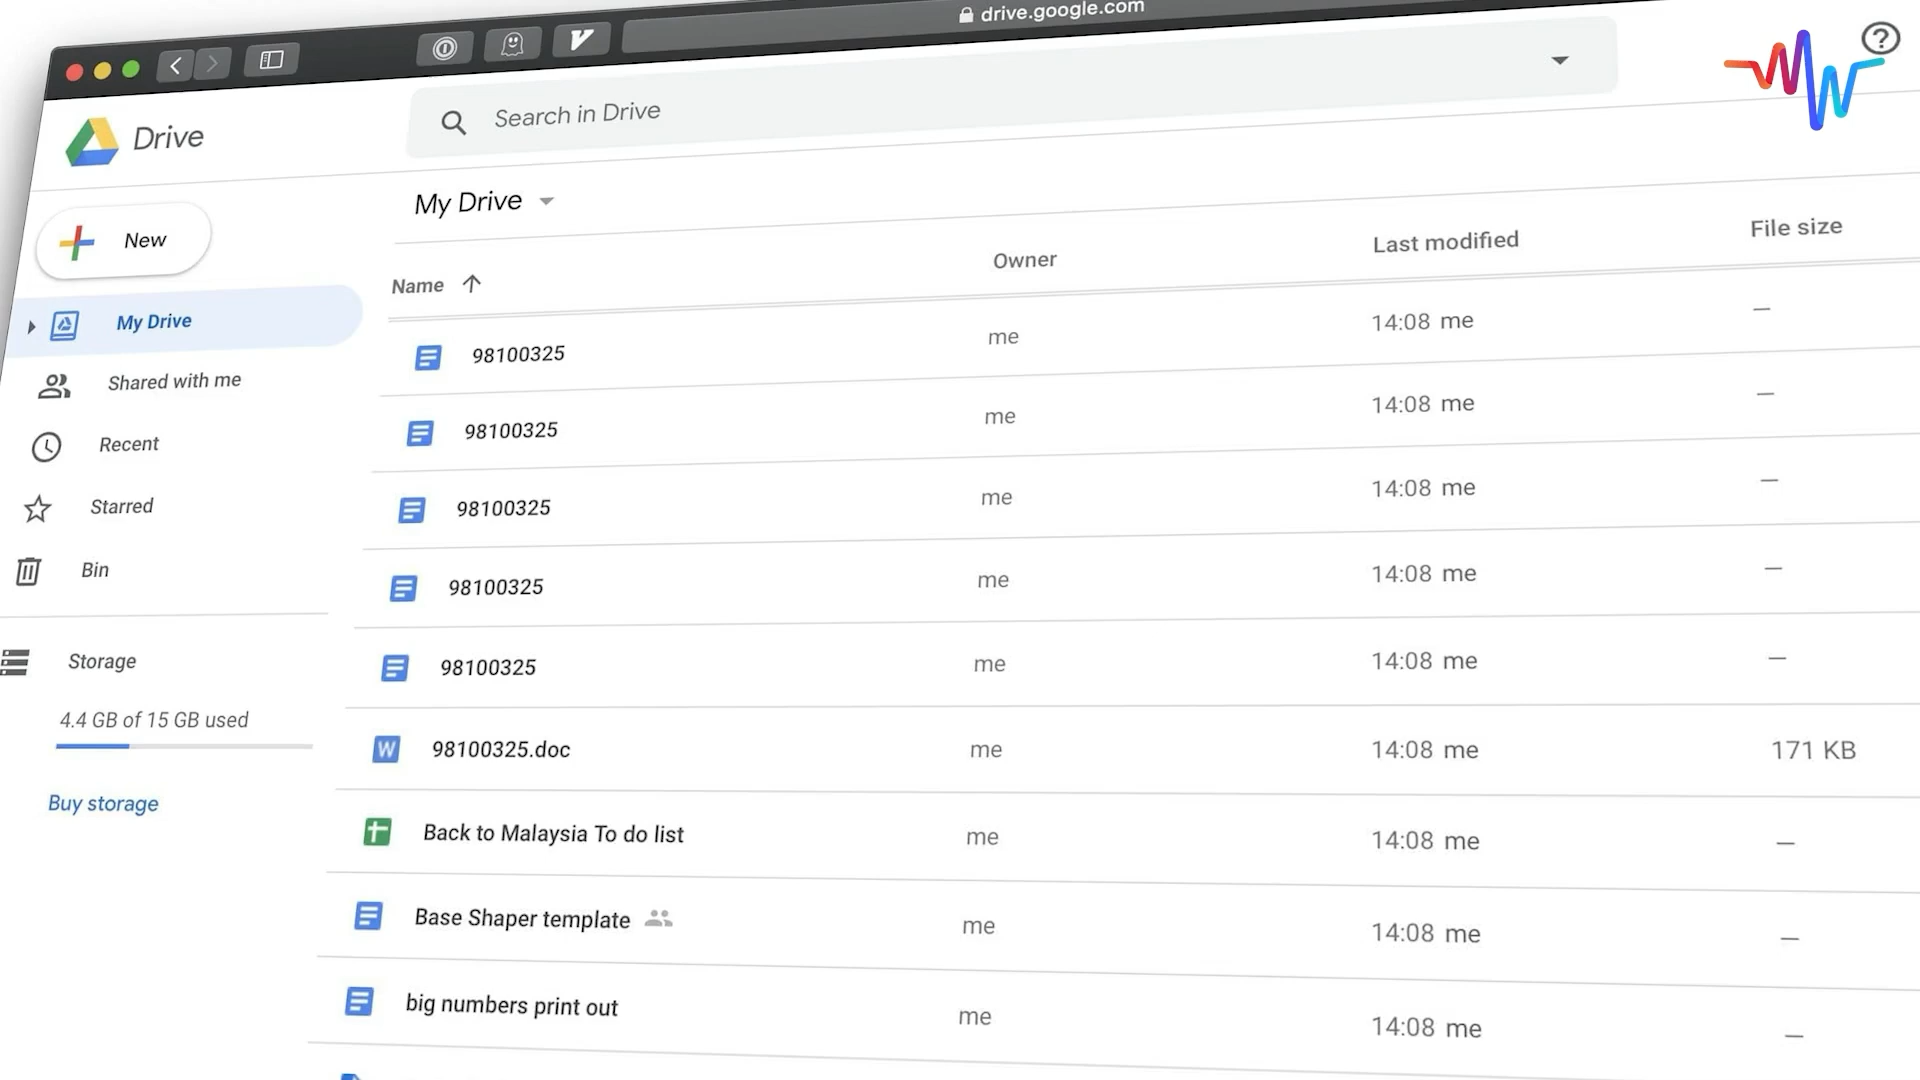 drive.google.com
Drive
Search in Drive
My Drive
New
Name
Owner
Last modified
File size
My Drive
Shared with me
Recent
Starred
Bin
Storage
4.4 GB of 15 GB used
Buy storage
98100325 me 14:08 me —
98100325 me 14:08 me —
98100325 me 14:08 me —
98100325 me 14:08 me —
98100325 me 14:08 me —
98100325.doc me 14:08 me 171 KB
Back to Malaysia To do list me 14:08 me —
Base Shaper template me 14:08 me —
big numbers print out me 14:08 me —